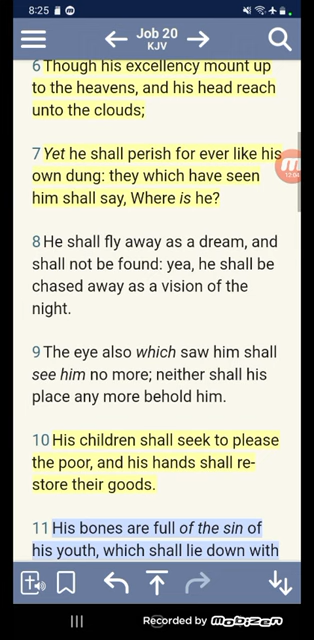 8:25
Job 20
KJV
6 Though his excellency mount up
to the heavens, and his head reach
unto the clouds;
7 Yet he shall perish for ever like his
own dung: they which have seen
him shall say, Where is he?
13:04
8 He shall fly away as a dream, and
shall not be found: yea, he shall be
chased away as a vision of the
night.
9 The eye also which saw him shall
see him no more; neither shall his
place any more behold him.
10 His children shall seek to please
the poor, and his hands shall re-
store their goods.
11 His bones are full of the sin of
his youth, which shall lie down with
Recorded by mobizen